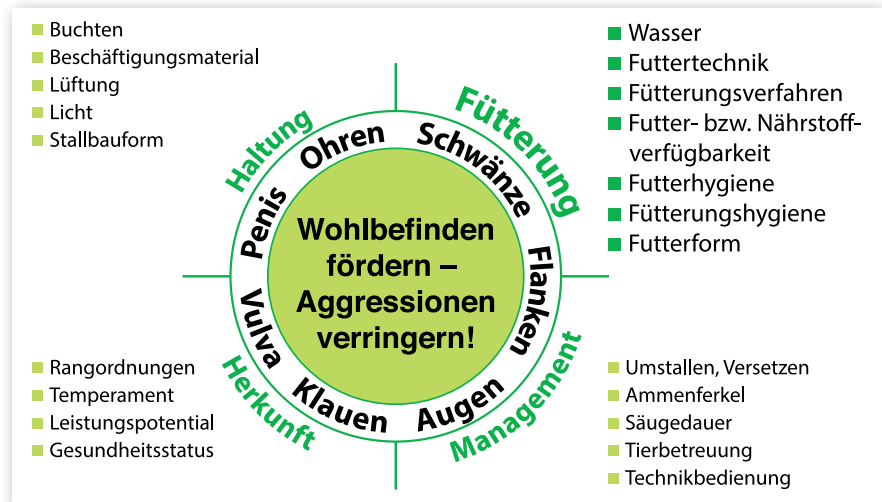 Buchten
Beschäftigungsmaterial
Lüftung
Licht
Stallbauform
Wasser
Futtertechnik
Fütterungsverfahren
Futter- bzw. Nährstoff-
verfügbarkeit
Futterhygiene
Fütterungshygiene
Futterform
Haltung
Fütterung
Penis
Ohren
Schwänze
Flanken
Wohlbefinden
fördern –
Aggressionen
verringern!
Vulva
Klauen
Augen
Herkunft
Management
Rangordnungen
Temperament
Leistungspotential
Gesundheitsstatus
Umstallen, Versetzen
Ammenferkel
Säugedauer
Tierbetreuung
Technikbedienung